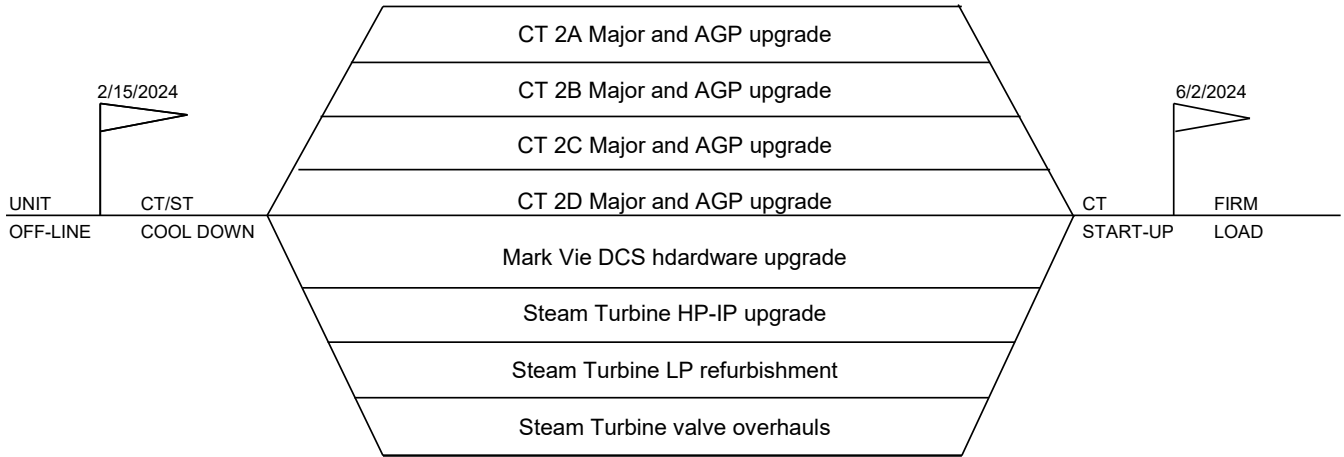 CT 2A Major and AGP upgrade
2/15/2024
CT 2B Major and AGP upgrade
6/2/2024
CT 2C Major and AGP upgrade
UNIT
OFF-LINE
CT/ST
COOL DOWN
CT 2D Major and AGP upgrade
CT
START-UP
FIRM
LOAD
Mark Vie DCS hdardware upgrade
Steam Turbine HP-IP upgrade
Steam Turbine LP refurbishment
Steam Turbine valve overhauls